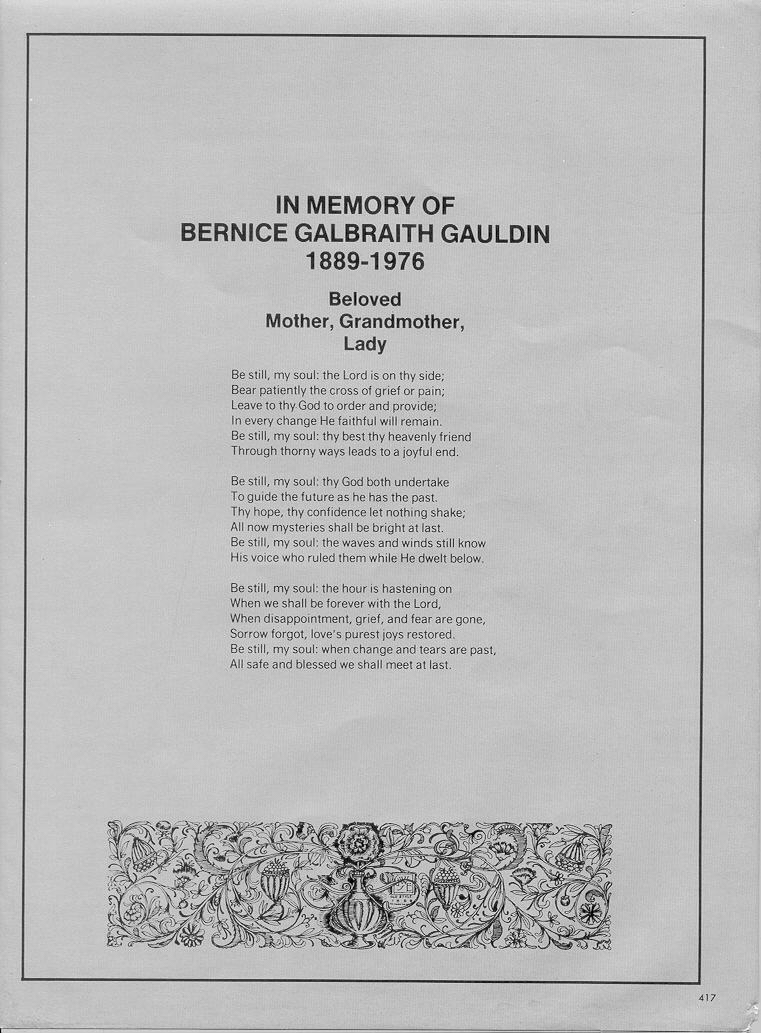 IN MEMORY OF
BERNICE GALBRAITH GAULDIN
1889-1976
Beloved
Mother, Grandmother,
Lady
Be still, my soul: the Lord is on thy side;
Bear patiently the cross of grief or pain;
Leave to thy God to order and provide;
In every change He faithful will remain.
Be still, my soul: thy best thy heavenly friend
Through thorny ways leads to a joyful end.
Be still, my soul: thy God both undertake
To guide the future as he has the past.
Thy hope, thy confidence let nothing shake;
All now mysteries shall be bright at last.
Be still, my soul: the waves and winds still know
His voice who ruled them while He dwelt below.
Be still, my soul: the hour is hastening on
When we shall be forever with the Lord,
When disappointment, grief, and fear are gone,
Sorrow forgot, love's purest joys restored.
Be still, my soul: when change and tears are past,
All safe and blessed we shall meet at last.
417